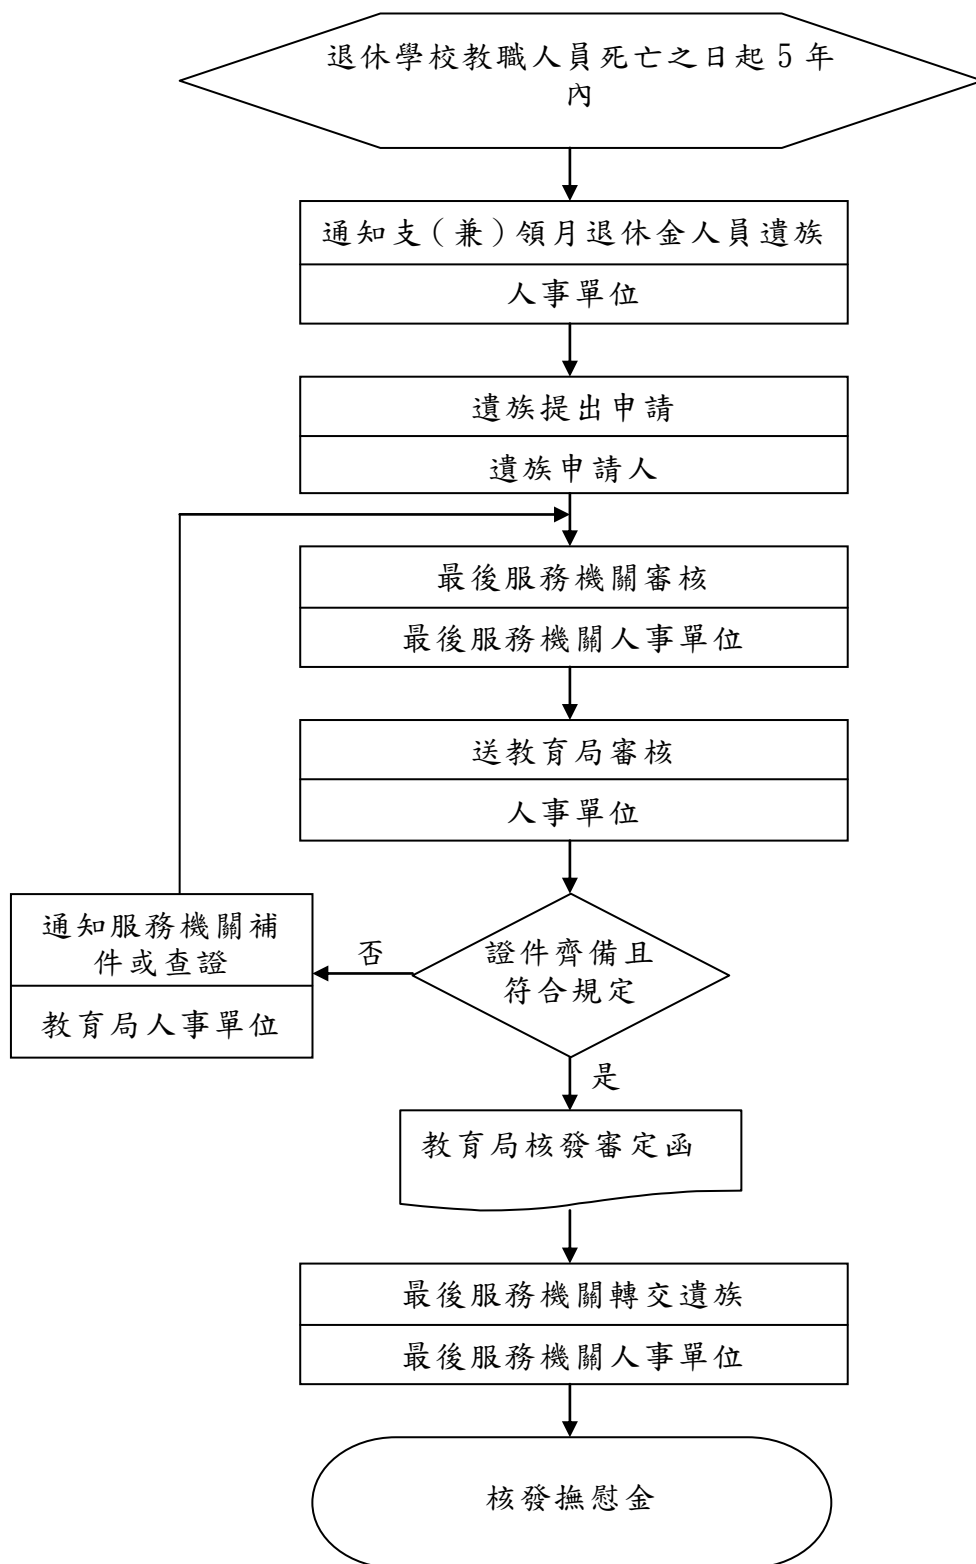 退休學校教職人員死亡之日起 5 年
內
通知支（兼）領月退休金人員遺族
人事單位
遺族提出申請
遺族申請人
最後服務機關審核
最後服務機關人事單位
送教育局審核
人事單位
通知服務機關補
件或查證
教育局人事單位
否
證件齊備且
符合規定
是
教育局核發審定函
最後服務機關轉交遺族
最後服務機關人事單位
核發撫慰金